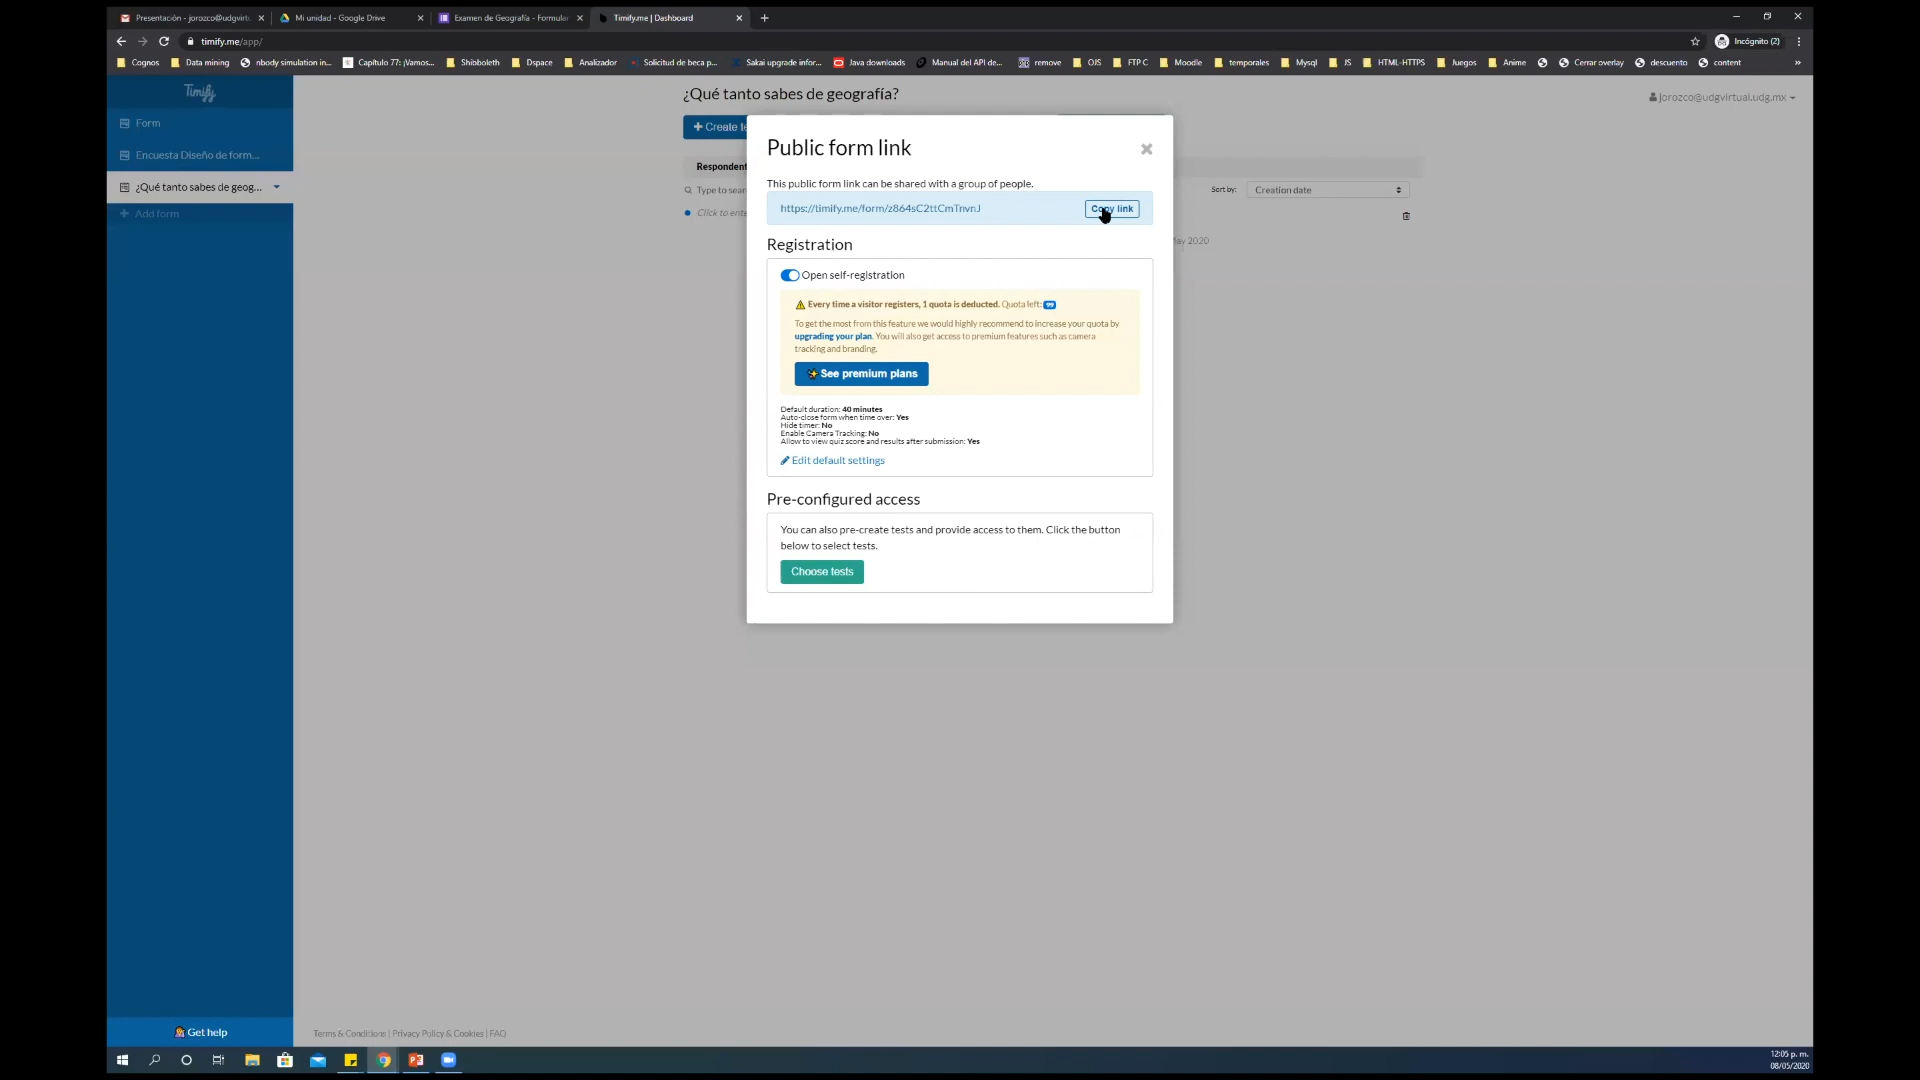 Presentación - jorozco@udgvirtu
Mi unidad - Google Drive
Examen de Geografía - Formular
Timify.me | Dashboard
timify.me/app/
Incógnito (2)
Cognos
Data mining
nbody simulation in...
Capítulo 77: ¡Vamos...
Shibboleth
Dspace
Analizador
Solicitud de beca p...
Sakai upgrade infor...
Java downloads
Manual del API de...
remove
OJS
FTP C
Moodle
temporales
Mysql
JS
HTML-HTTPS
Juegos
Anime
Cerrar overlay
descuento
content
»
Timify
Form
Encuesta Diseño de form...
¿Qué tanto sabes de geog...
+ Add form
¿Qué tanto sabes de geografía?
jorozco@udgvirtual.udg.mx
+ Create te
Respondent
Type to sear
Sort by:
Creation date
Click to ente
May 2020
Public form link
This public form link can be shared with a group of people.
https://timify.me/form/z864sC2ttCmTnvnJ
Copy link
Registration
Open self-registration
Every time a visitor registers, 1 quota is deducted. Quota left: 99
To get the most from this feature we would highly recommend to increase your quota by
upgrading your plan. You will also get access to premium features such as camera
tracking and branding.
See premium plans
Default duration: 40 minutes
Auto-close form when time over: Yes
Hide timer: No
Enable Camera Tracking: No
Allow to view quiz score and results after submission: Yes
Edit default settings
Pre-configured access
You can also pre-create tests and provide access to them. Click the button
below to select tests.
Choose tests
Get help
Terms & Conditions | Privacy Policy & Cookies | FAQ
12:05 p. m.
08/05/2020